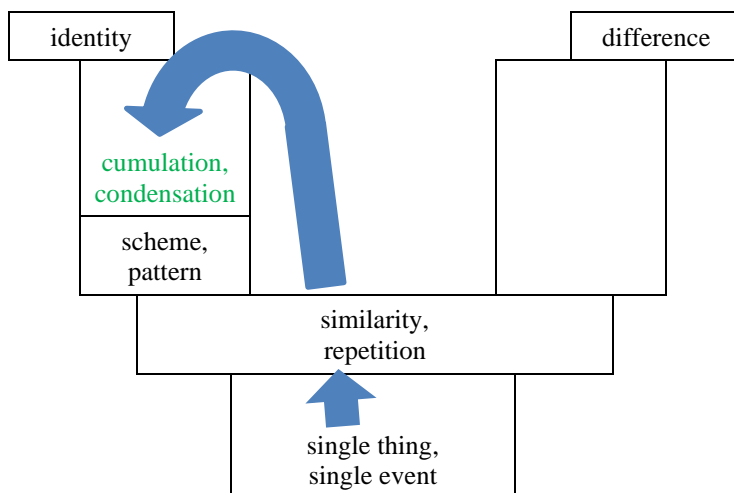 identity
difference
cumulation,
condensation
scheme,
pattern
similarity,
repetition
single thing,
single event